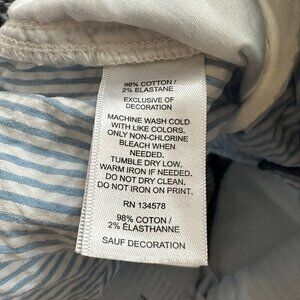 98% COTTON /
2% ELASTANE
EXCLUSIVE OF
DECORATION
MACHINE WASH COLD
WITH LIKE COLORS.
ONLY NON-CHLORINE
BLEACH WHEN
NEEDED.
TUMBLE DRY LOW.
WARM IRON IF NEEDED.
DO NOT DRY CLEAN.
DO NOT IRON ON PRINT.
RN 134578
98% COTON /
2% ÉLASTHANNE
SAUF DECORATION